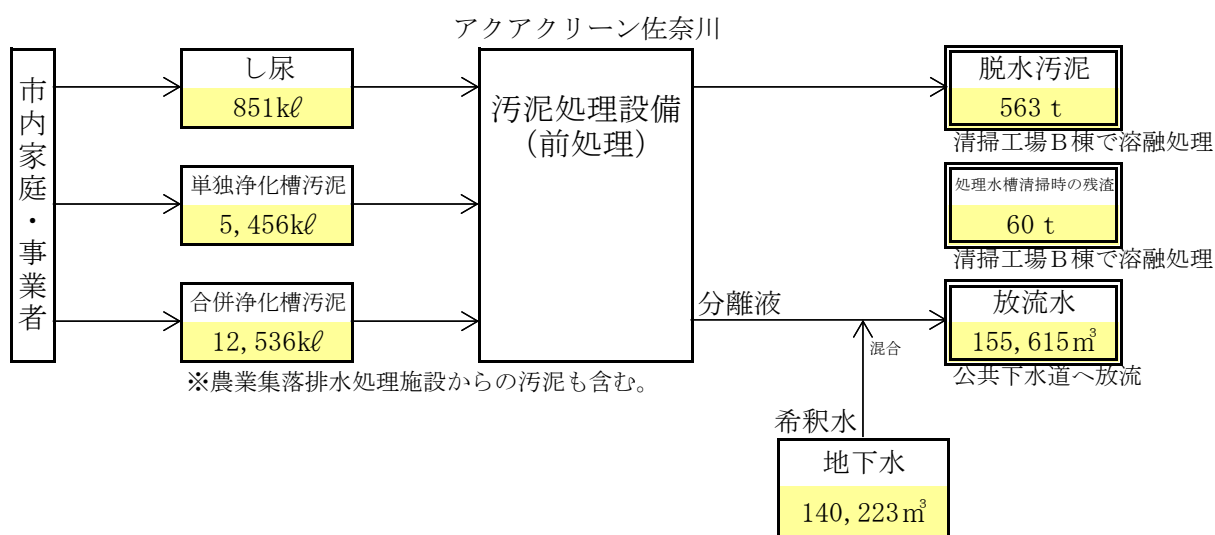 アクアクリーン佐奈川
市内家庭・事業者
し尿
851kℓ
単独浄化槽汚泥
5,456kℓ
合併浄化槽汚泥
12,536kℓ
※農業集落排水処理施設からの汚泥も含む。
汚泥処理設備
(前処理)
脱水汚泥
563 t
清掃工場B棟で溶融処理
処理水槽清掃時の残渣
60 t
清掃工場B棟で溶融処理
分離液
混合
放流水
155,615㎥
公共下水道へ放流
希釈水
地下水
140,223㎥